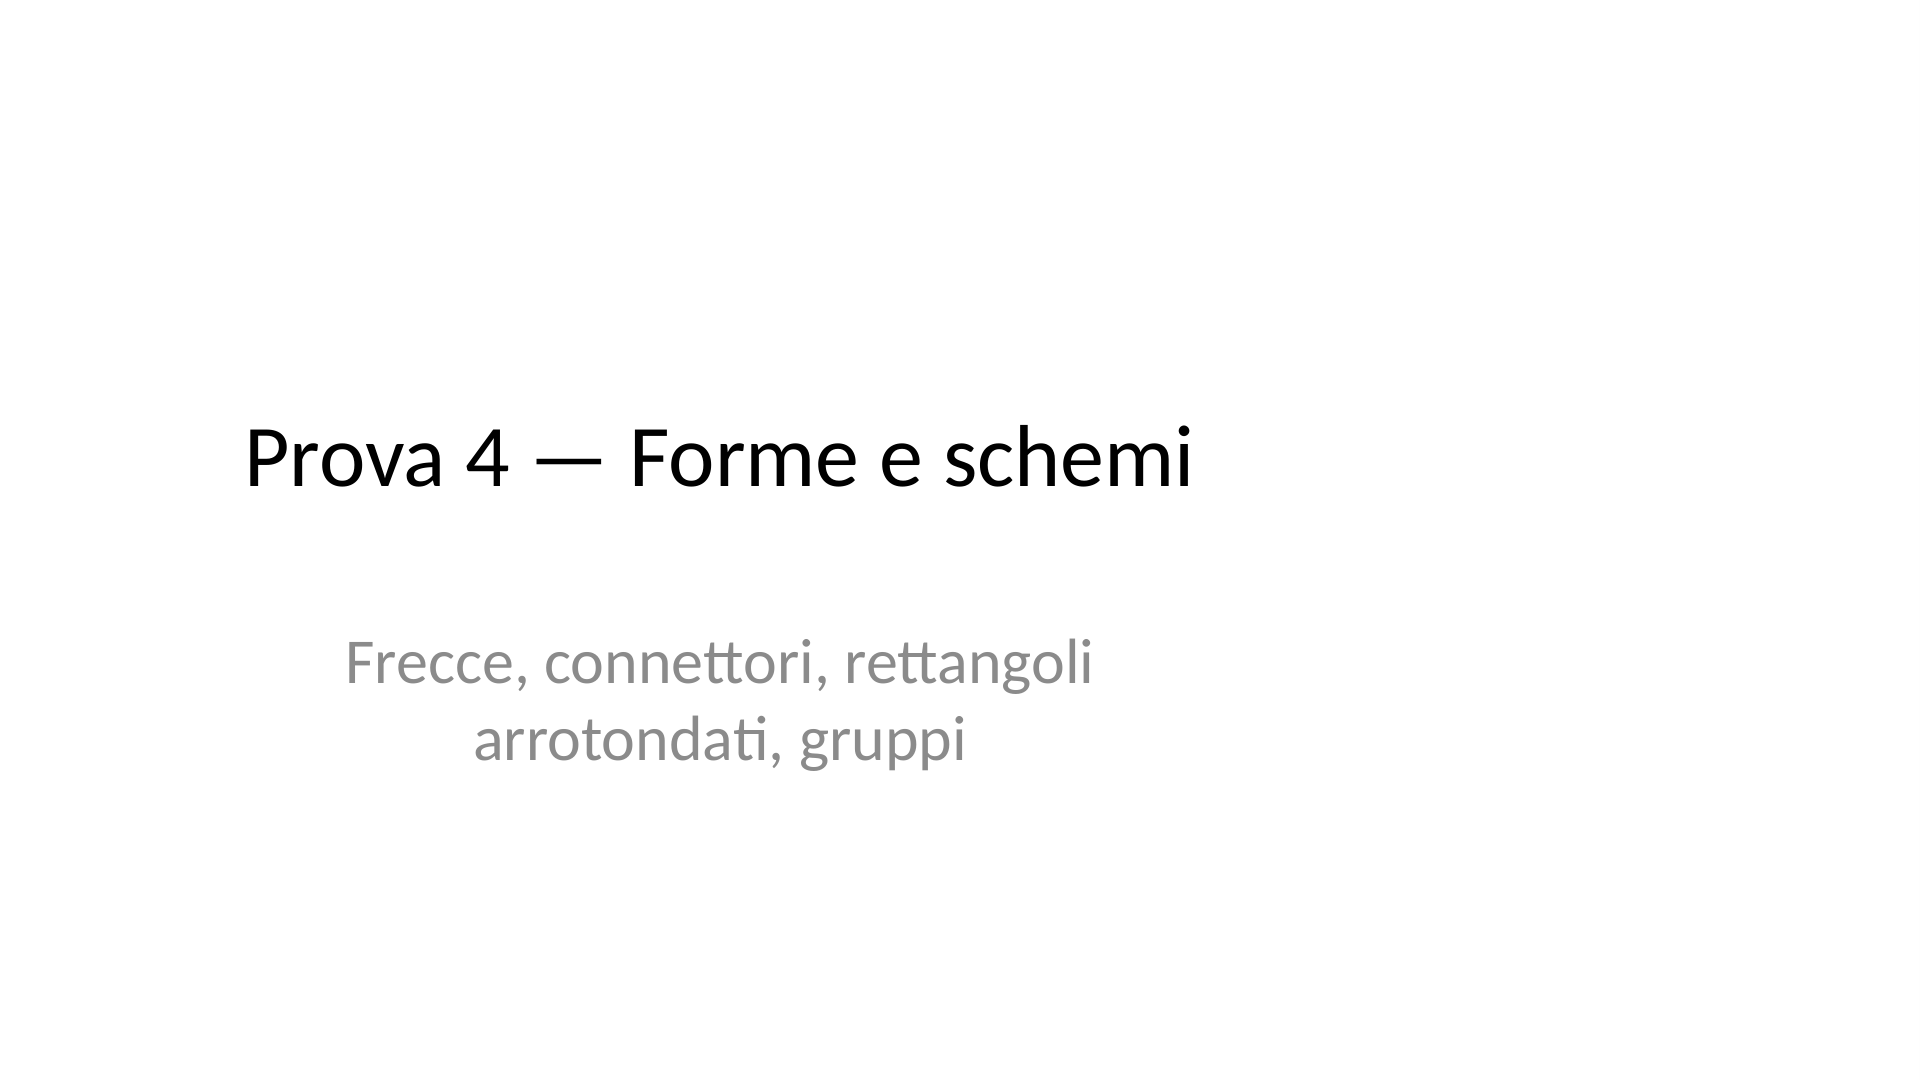 Prova 4 — Forme e schemi
Frecce, connettori, rettangoli
arrotondati, gruppi